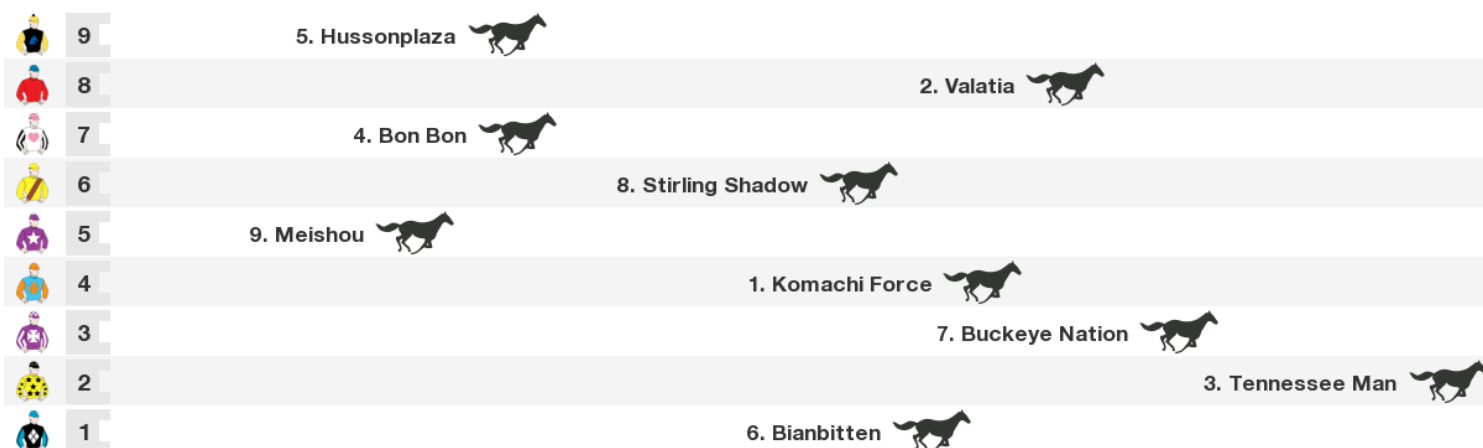 9 5. Hussonplaza
8 2. Valatia
7 4. Bon Bon
6 8. Stirling Shadow
5 9. Meishou
4 1. Komachi Force
3 7. Buckeye Nation
2 3. Tennessee Man
1 6. Bianbitten